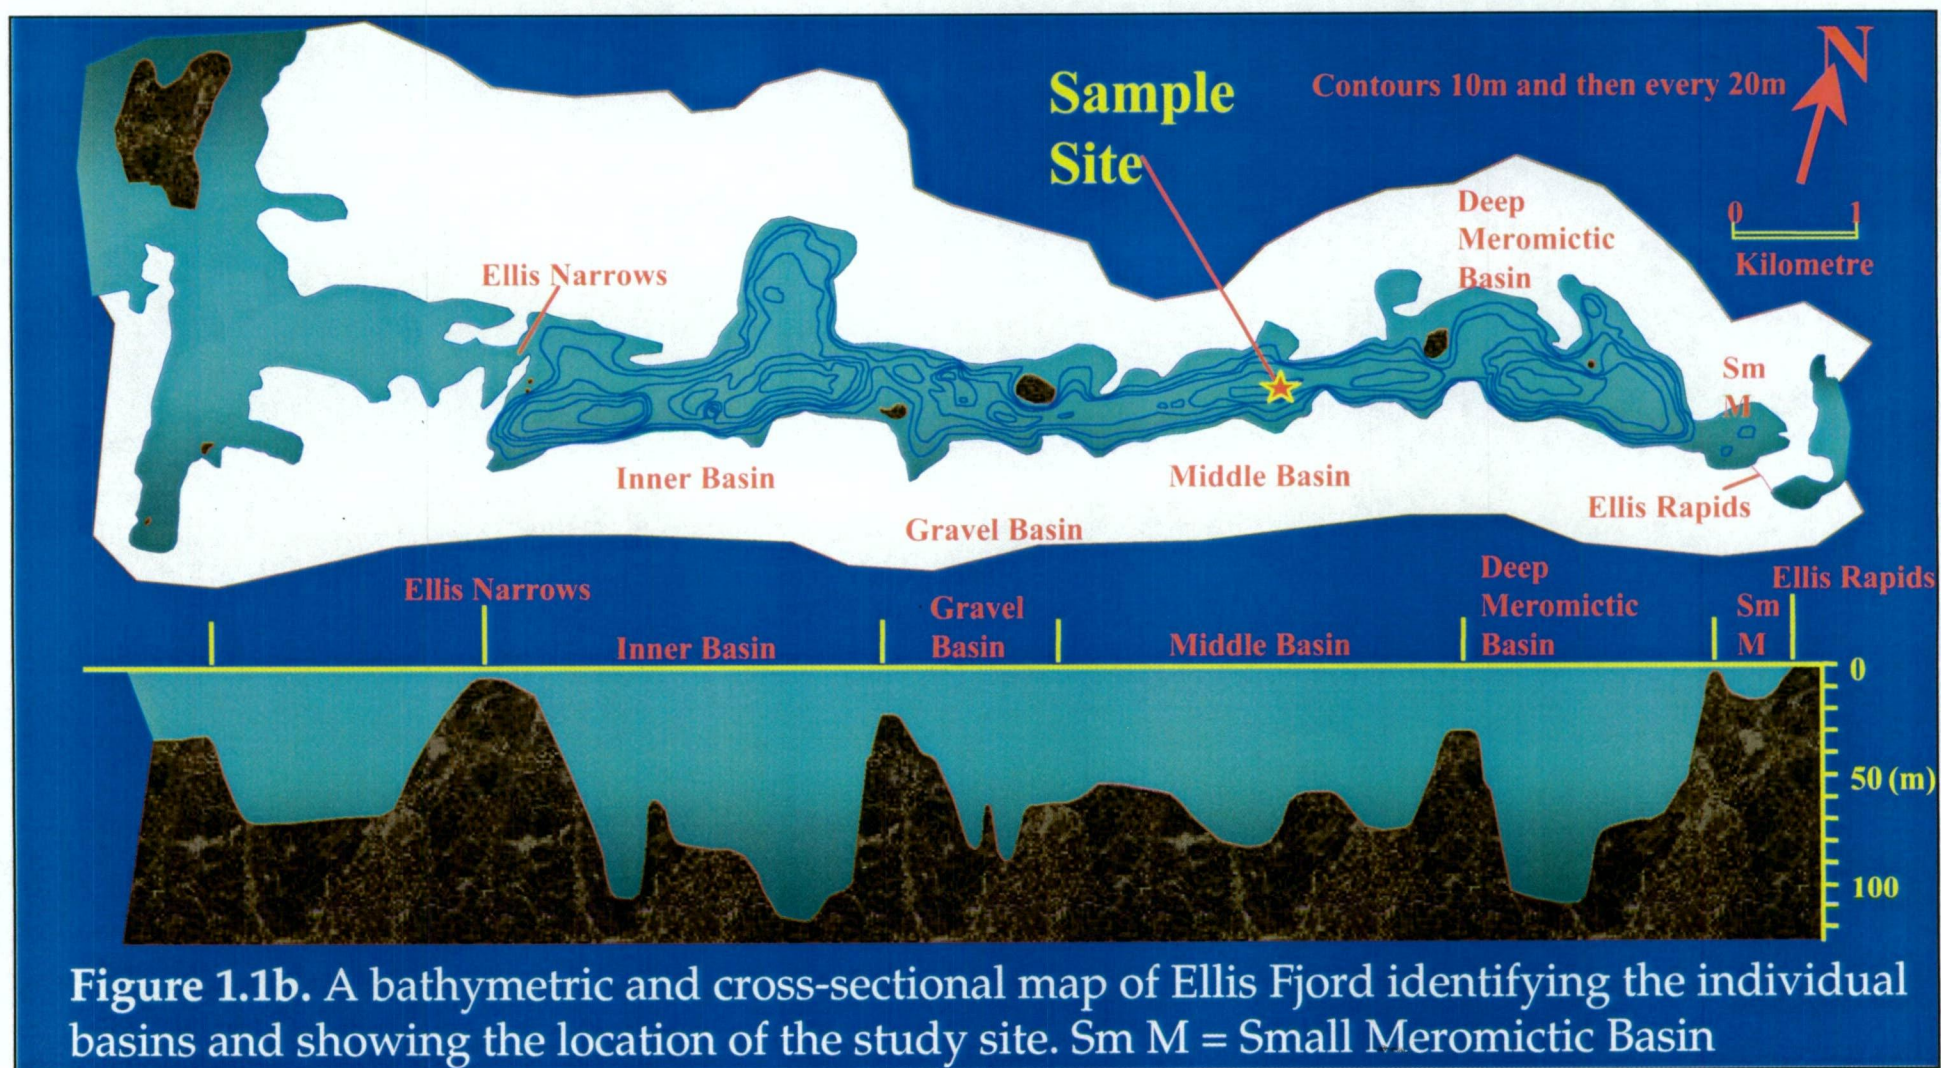 N
Sample
Site
Contours 10m and then every 20m
Deep
Meromictic
Basin
0 1
Kilometre
Ellis Narrows
Sm
M
Inner Basin
Middle Basin
Ellis Rapids
Gravel Basin
Ellis Narrows
Inner Basin
Gravel
Basin
Middle Basin
Deep
Meromictic
Basin
Sm
M
Ellis Rapids
0
50 (m)
100
Figure 1.1b. A bathymetric and cross-sectional map of Ellis Fjord identifying the individual
basins and showing the location of the study site. Sm M = Small Meromictic Basin